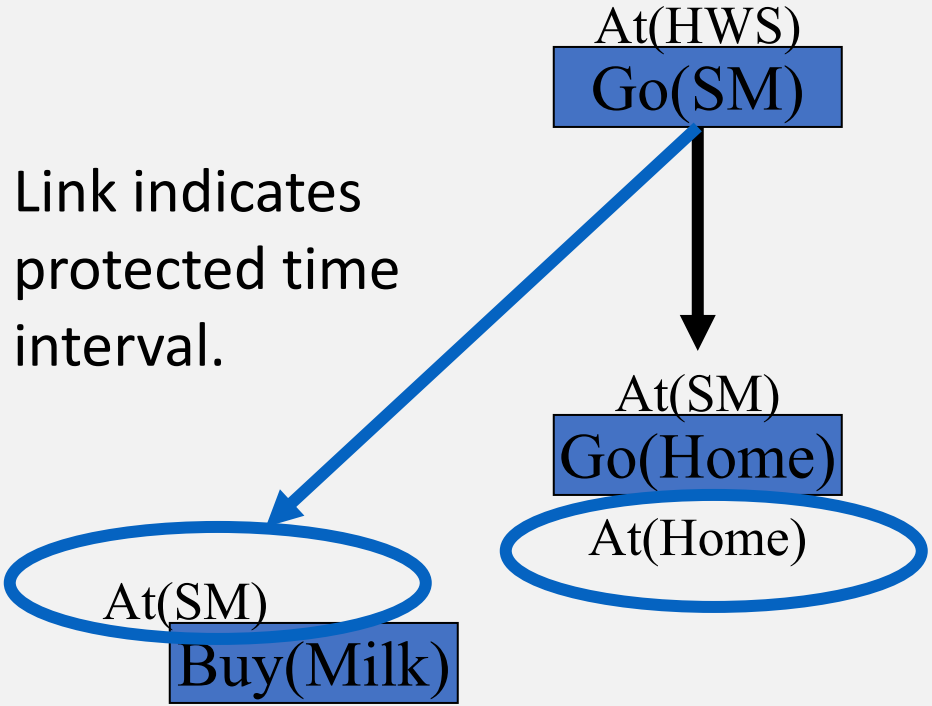 At(HWS)
Go(SM)
Link indicates
protected time
interval.
At(SM)
Go(Home)
At(Home)
At(SM)
Buy(Milk)